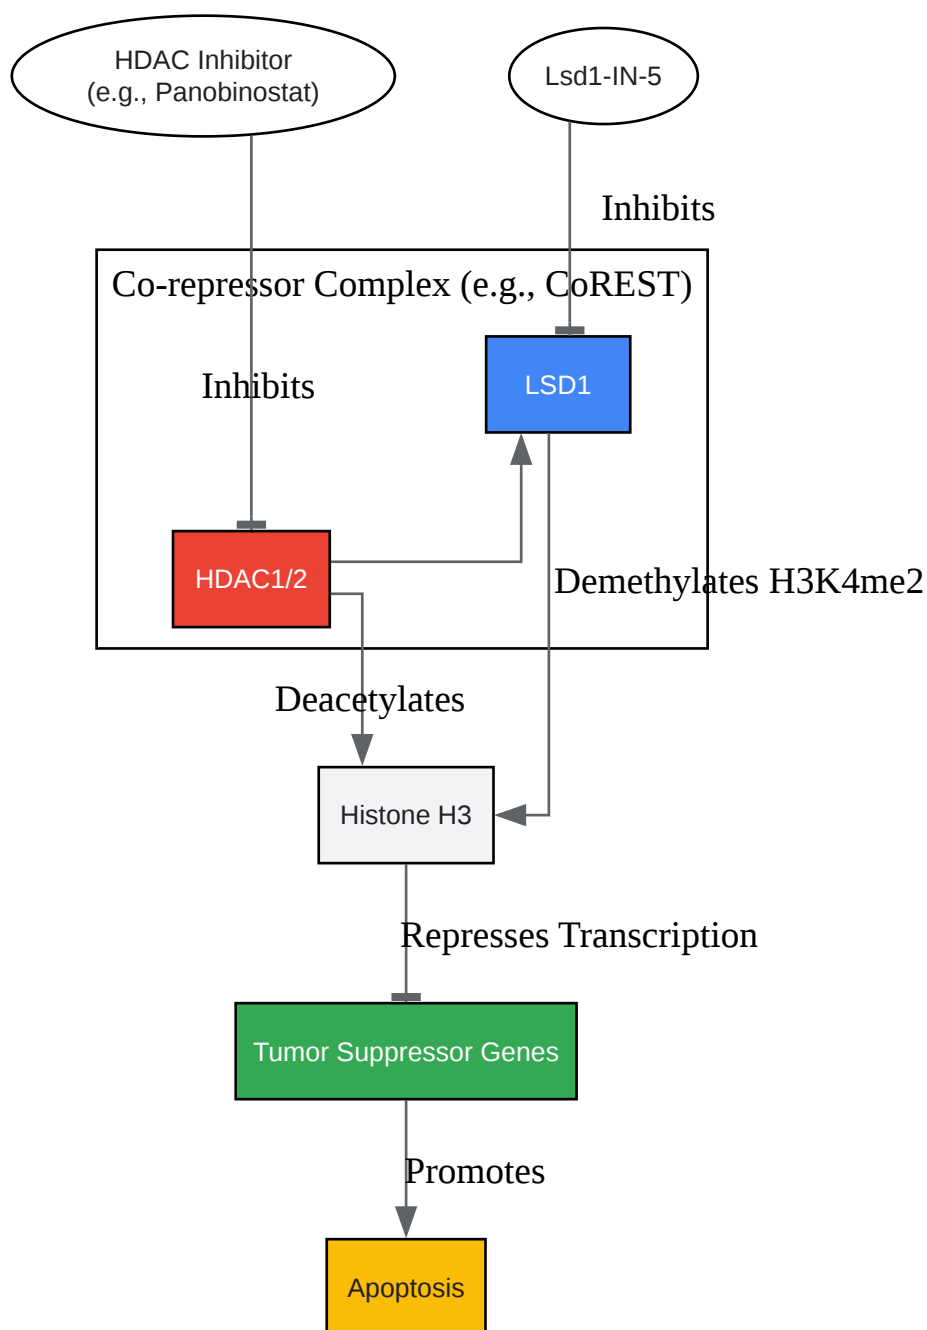 HDAC Inhibitor
(e.g., Panobinostat)
Lsd1-IN-5
Inhibits
Co-repressor Complex (e.g., CoREST)
Inhibits
LSD1
HDAC1/2
Demethylates H3K4me2
Deacetylates
Histone H3
Represses Transcription
Tumor Suppressor Genes
Promotes
Apoptosis